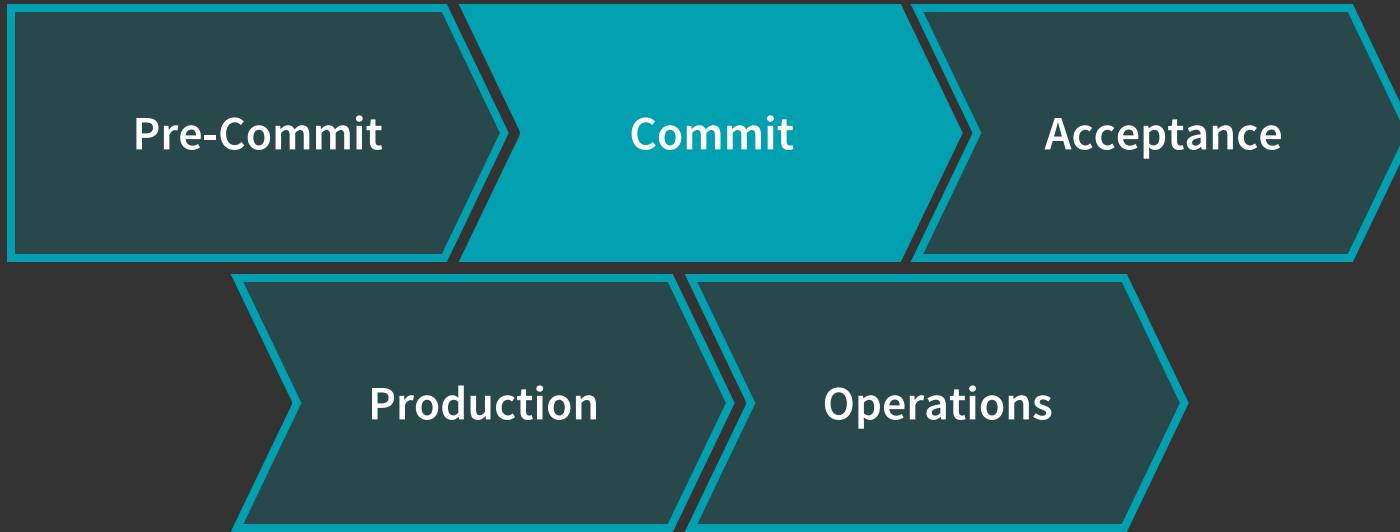 Pre-Commit
Commit
Acceptance
Production
Operations